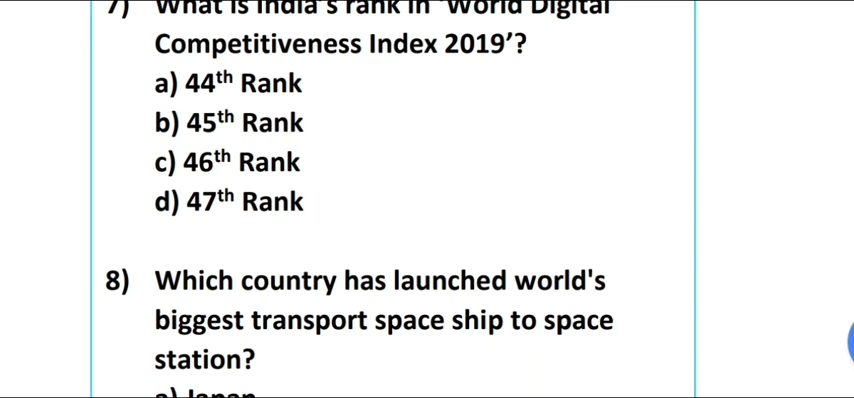 7) What is India's rank in 'World Digital
Competitiveness Index 2019'?
a) 44th Rank
b) 45th Rank
c) 46th Rank
d) 47th Rank
8) Which country has launched world's
biggest transport space ship to space
station?
a) Japan